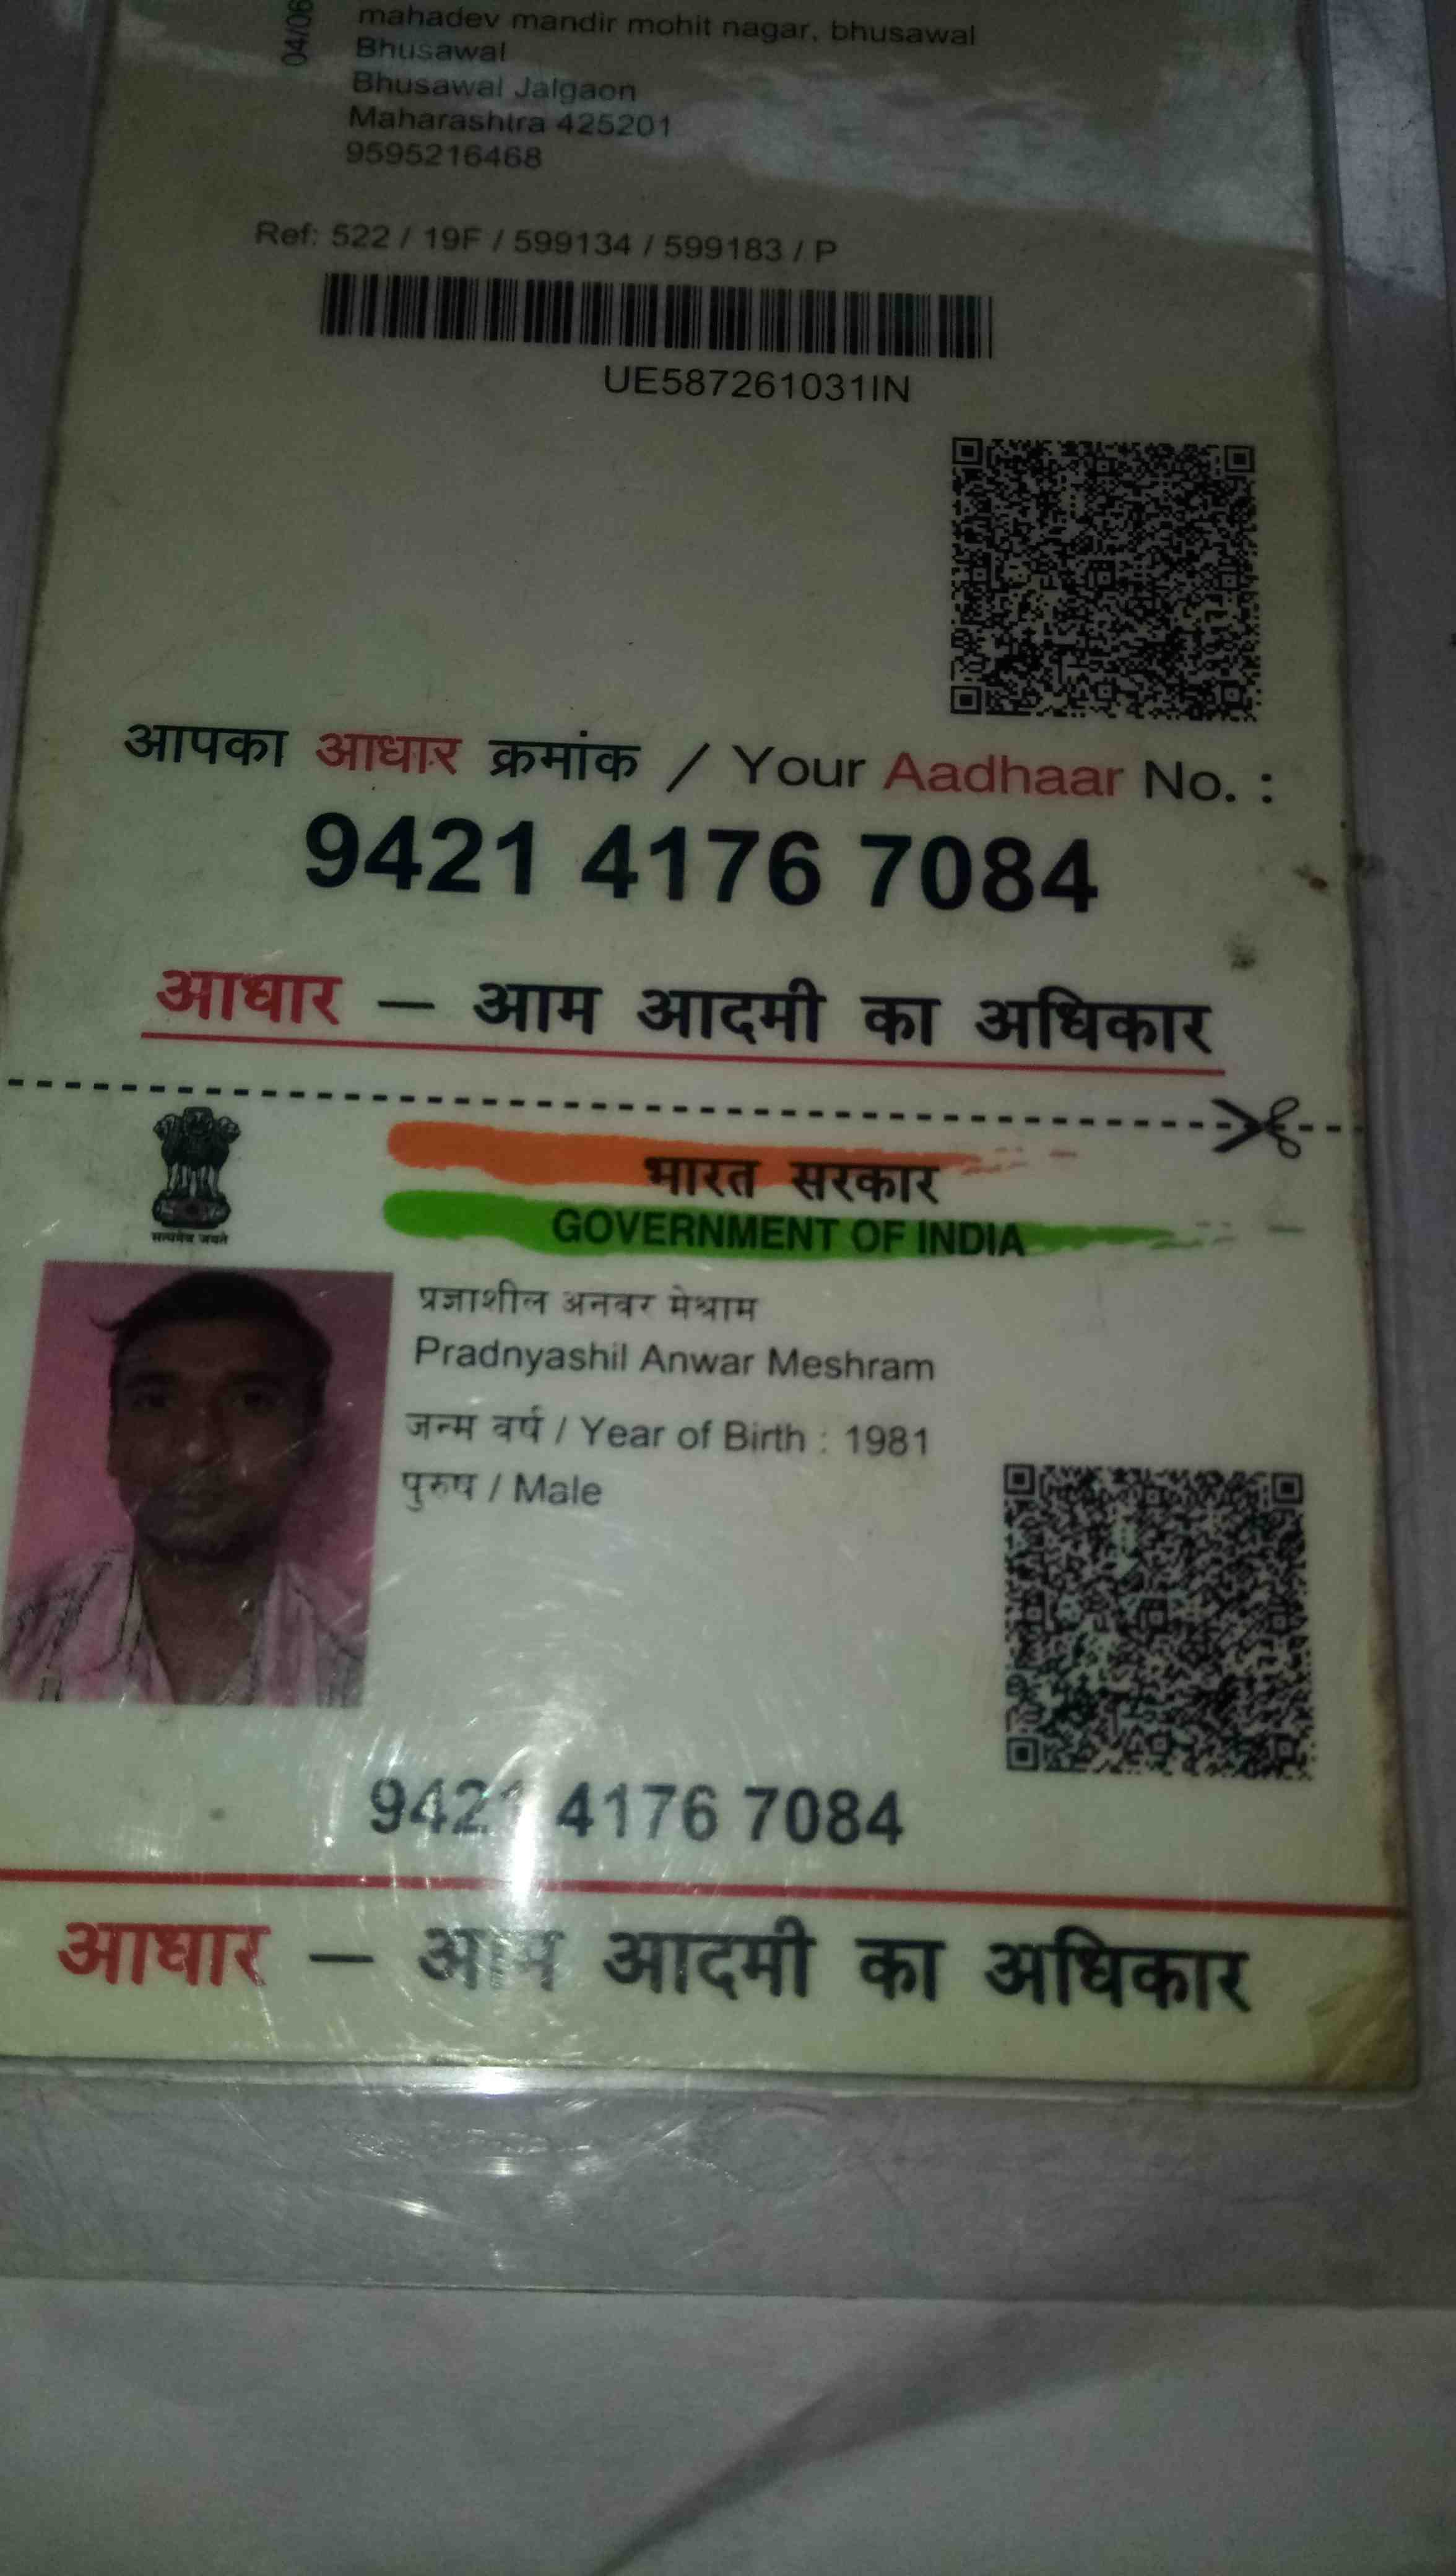 04/06
mahadev mandir mohit nagar, bhusawal
Bhusawal
Bhusawal Jalgaon
Maharashtra 425201
9595216468
Ref: 522 / 19F / 599134 / 599183 / P
UE587261031IN
आपका आधार क्रमांक / Your Aadhaar No. :
9421 4176 7084
आधार – आम आदमी का अधिकार
सत्यमेव जयते
भारत सरकार
GOVERNMENT OF INDIA
प्रज्ञाशील अनवर मेश्राम
Pradnyashil Anwar Meshram
जन्म वर्ष / Year of Birth : 1981
पुरुष / Male
9421 4176 7084
आधार – आम आदमी का अधिकार